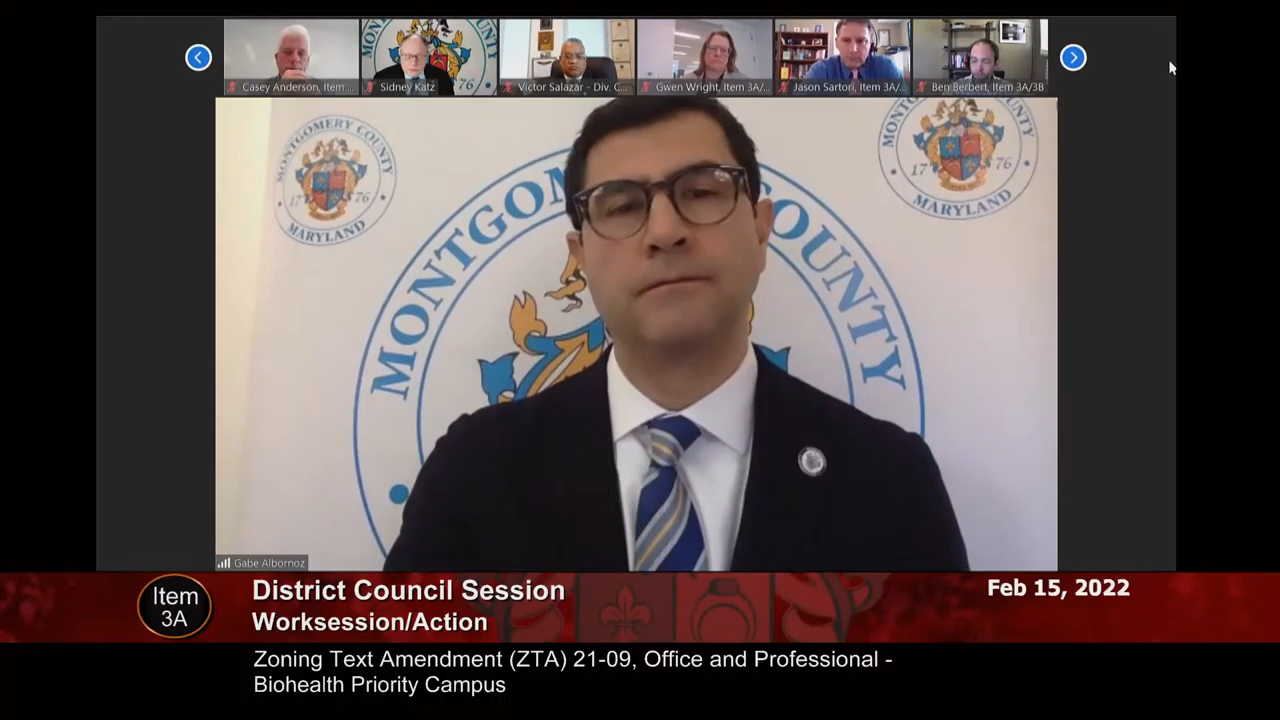 Casey Anderson, Item ...
Sidney Katz
Victor Salazar - Div. C...
Gwen Wright, Item 3A/...
Jason Sartori, Item 3A/...
Ben Berbert, Item 3A/3B
MONTGOMERY COUNTY
1776
MARYLAND
MONTGOMERY COUNTY
1776
MARYLAND
MONTGOM
COUNTY
76
Gabe Albornoz
Item
3A
District Council Session
Worksession/Action
Feb 15, 2022
Zoning Text Amendment (ZTA) 21-09, Office and Professional -
Biohealth Priority Campus